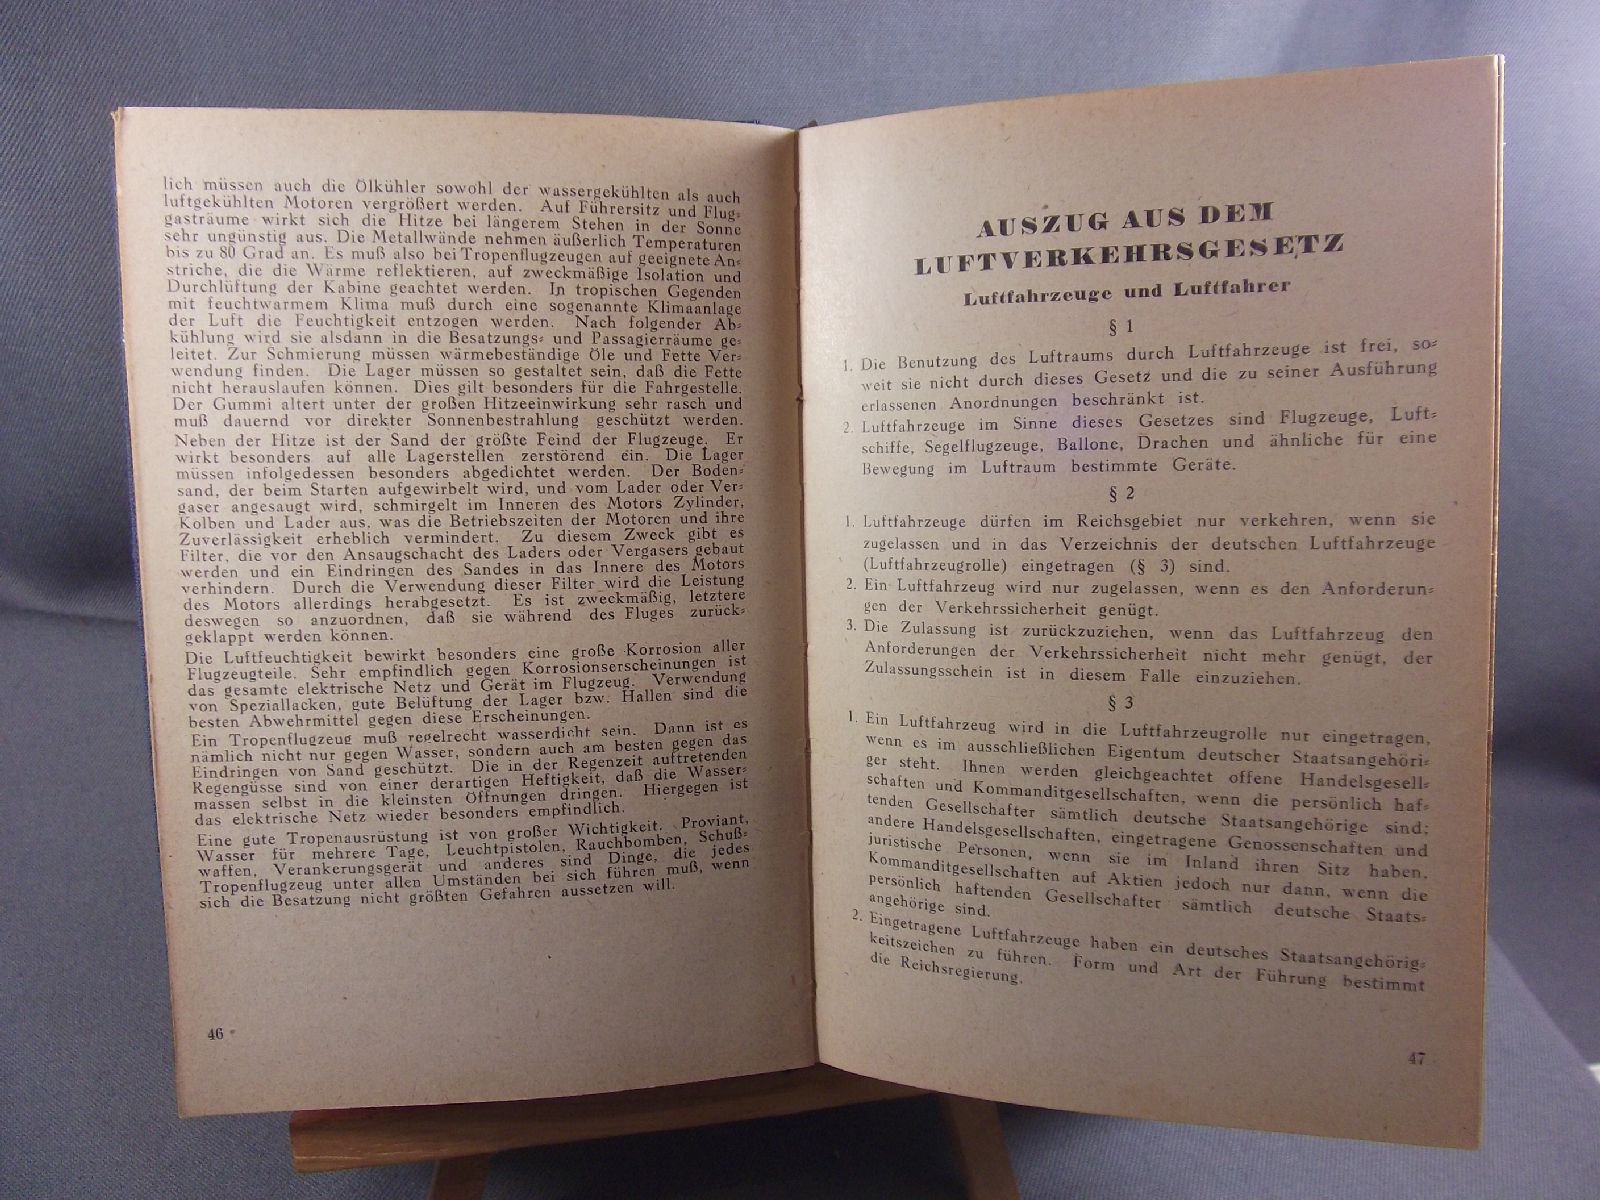 lich müssen auch die Ölkühler sowohl der wassergekühlten als auch
luftgekühlten Motoren vergrößert werden. Auf Führersitz und Flug-
gasträume wirkt sich die Hitze bei längerem Stehen in der Sonne
sehr ungünstig aus. Die Metallwände nehmen äußerlich Temperaturen
bis zu 80 Grad an. Es muß also bei Tropenflugzeugen auf geeignete An-
striche, die die Wärme reflektieren, auf zweckmäßige Isolation und
Durchlüftung der Kabine geachtet werden. In tropischen Gegenden
mit feuchtwarmem Klima muß durch eine sogenannte Klimaanlage
der Luft die Feuchtigkeit entzogen werden. Nach folgender Ab-
kühlung wird sie alsdann in die Besatzungs- und Passagierräume ge-
leitet. Zur Schmierung müssen wärmebeständige Öle und Fette Ver-
wendung finden. Die Lager müssen so gestaltet sein, daß die Fette
nicht herauslaufen können. Dies gilt besonders für die Fahrgestelle.
Der Gummi altert unter der großen Hitzeeinwirkung sehr rasch und
muß dauernd vor direkter Sonnenbestrahlung geschützt werden.
Neben der Hitze ist der Sand der größte Feind der Flugzeuge. Er
wirkt besonders auf alle Lagerstellen zerstörend ein. Die Lager
müssen infolgedessen besonders abgedichtet werden. Der Boden-
sand, der beim Starten aufgewirbelt wird, und vom Lader oder Ver-
gaser angesaugt wird, schmirgelt im Inneren des Motors Zylinder,
Kolben und Lader aus, was die Betriebszeiten der Motoren und ihre
Zuverlässigkeit erheblich vermindert. Zu diesem Zweck gibt es
Filter, die vor den Ansaugschacht des Laders oder Vergasers gebaut
werden und ein Eindringen des Sandes in das Innere des Motors
verhindern. Durch die Verwendung dieser Filter wird die Leistung
des Motors allerdings herabgesetzt. Es ist zweckmäßig, letztere
deswegen so anzuordnen, daß sie während des Fluges zurück-
geklappt werden können.
Die Luftfeuchtigkeit bewirkt besonders eine große Korrosion aller
Flugzeugteile. Sehr empfindlich gegen Korrosionserscheinungen ist
das gesamte elektrische Netz und Gerät im Flugzeug. Verwendung
von Speziallacken, gute Belüftung der Lager bzw. Hallen sind die
besten Abwehrmittel gegen diese Erscheinungen.
Ein Tropenflugzeug muß regelrecht wasserdicht sein. Dann ist es
nämlich nicht nur gegen Wasser, sondern auch am besten gegen das
Eindringen von Sand geschützt. Die in der Regenzeit auftretenden
Regengüsse sind von einer derartigen Heftigkeit, daß die Wasser-
massen selbst in die kleinsten Öffnungen dringen. Hiergegen ist
das elektrische Netz wieder besonders empfindlich.
Eine gute Tropenausrüstung ist von großer Wichtigkeit. Proviant,
Wasser für mehrere Tage, Leuchtpistolen, Rauchbomben, Schuß-
waffen, Verankerungsgerät und anderes sind Dinge, die jedes
Tropenflugzeug unter allen Umständen bei sich führen muß, wenn
sich die Besatzung nicht größten Gefahren aussetzen will.
46
AUSZUG AUS DEM
LUFTVERKEHRSGESETZ
Luftfahrzeuge und Luftfahrer
§ 1
1. Die Benutzung des Luftraums durch Luftfahrzeuge ist frei, so-
weit sie nicht durch dieses Gesetz und die zu seiner Ausführung
erlassenen Anordnungen beschränkt ist.
2. Luftfahrzeuge im Sinne dieses Gesetzes sind Flugzeuge, Luft-
schiffe, Segelflugzeuge, Ballone, Drachen und ähnliche für eine
Bewegung im Luftraum bestimmte Geräte.
§ 2
1. Luftfahrzeuge dürfen im Reichsgebiet nur verkehren, wenn sie
zugelassen und in das Verzeichnis der deutschen Luftfahrzeuge
(Luftfahrzeugrolle) eingetragen (§ 3) sind.
2. Ein Luftfahrzeug wird nur zugelassen, wenn es den Anforderun-
gen der Verkehrssicherheit genügt.
3. Die Zulassung ist zurückzuziehen, wenn das Luftfahrzeug den
Anforderungen der Verkehrssicherheit nicht mehr genügt, der
Zulassungsschein ist in diesem Falle einzuziehen.
§ 3
1. Ein Luftfahrzeug wird in die Luftfahrzeugrolle nur eingetragen,
wenn es im ausschließlichen Eigentum deutscher Staatsangehöri-
ger steht. Ihnen werden gleichgeachtet offene Handelsgesell-
schaften und Kommanditgesellschaften, wenn die persönlich haf-
tenden Gesellschafter sämtlich deutsche Staatsangehörige sind;
andere Handelsgesellschaften, eingetragene Genossenschaften und
juristische Personen, wenn sie im Inland ihren Sitz haben,
Kommanditgesellschaften auf Aktien jedoch nur dann, wenn die
persönlich haftenden Gesellschafter sämtlich deutsche Staats-
angehörige sind.
2. Eingetragene Luftfahrzeuge haben ein deutsches Staatsangehörig-
keitszeichen zu führen. Form und Art der Führung bestimmt
die Reichsregierung.
47